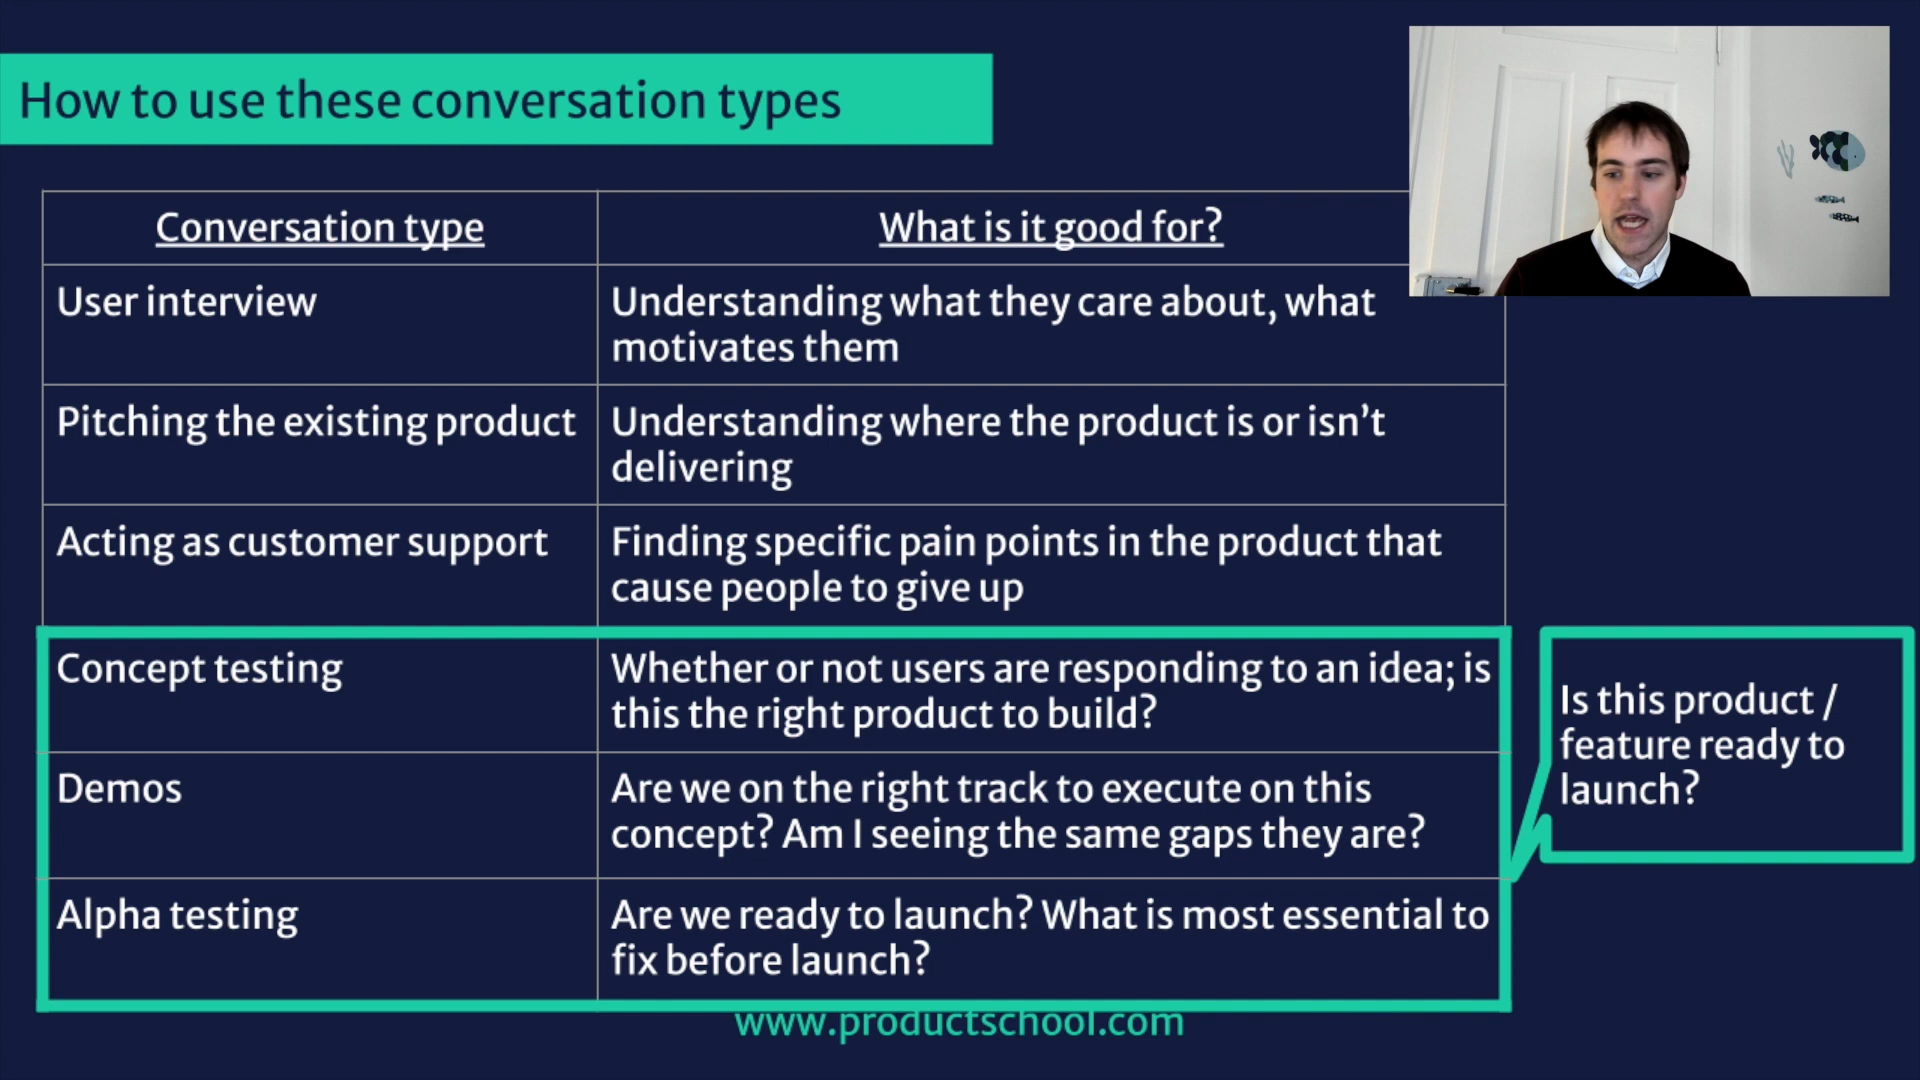 How to use these conversation types
Conversation type
What is it good for?
User interview
Understanding what they care about, what
motivates them
Pitching the existing product
Understanding where the product is or isn't
delivering
Acting as customer support
Finding specific pain points in the product that
cause people to give up
Concept testing
Whether or not users are responding to an idea; is
this the right product to build?
Demos
Are we on the right track to execute on this
concept? Am I seeing the same gaps they are?
Alpha testing
Are we ready to launch? What is most essential to
fix before launch?
Is this product /
feature ready to
launch?
www.productschool.com